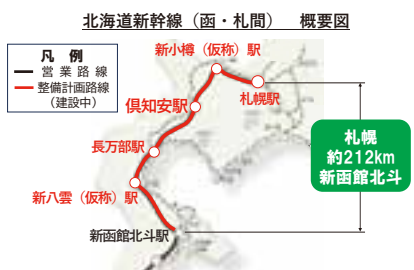 北海道新幹線（函・札間）　概要図
凡 例
営 業 路 線
整備計画路線
（建設中）
新小樽（仮称）駅
札幌駅
倶知安駅
長万部駅
新八雲（仮称）駅
新函館北斗駅
札幌
約212km
新函館北斗